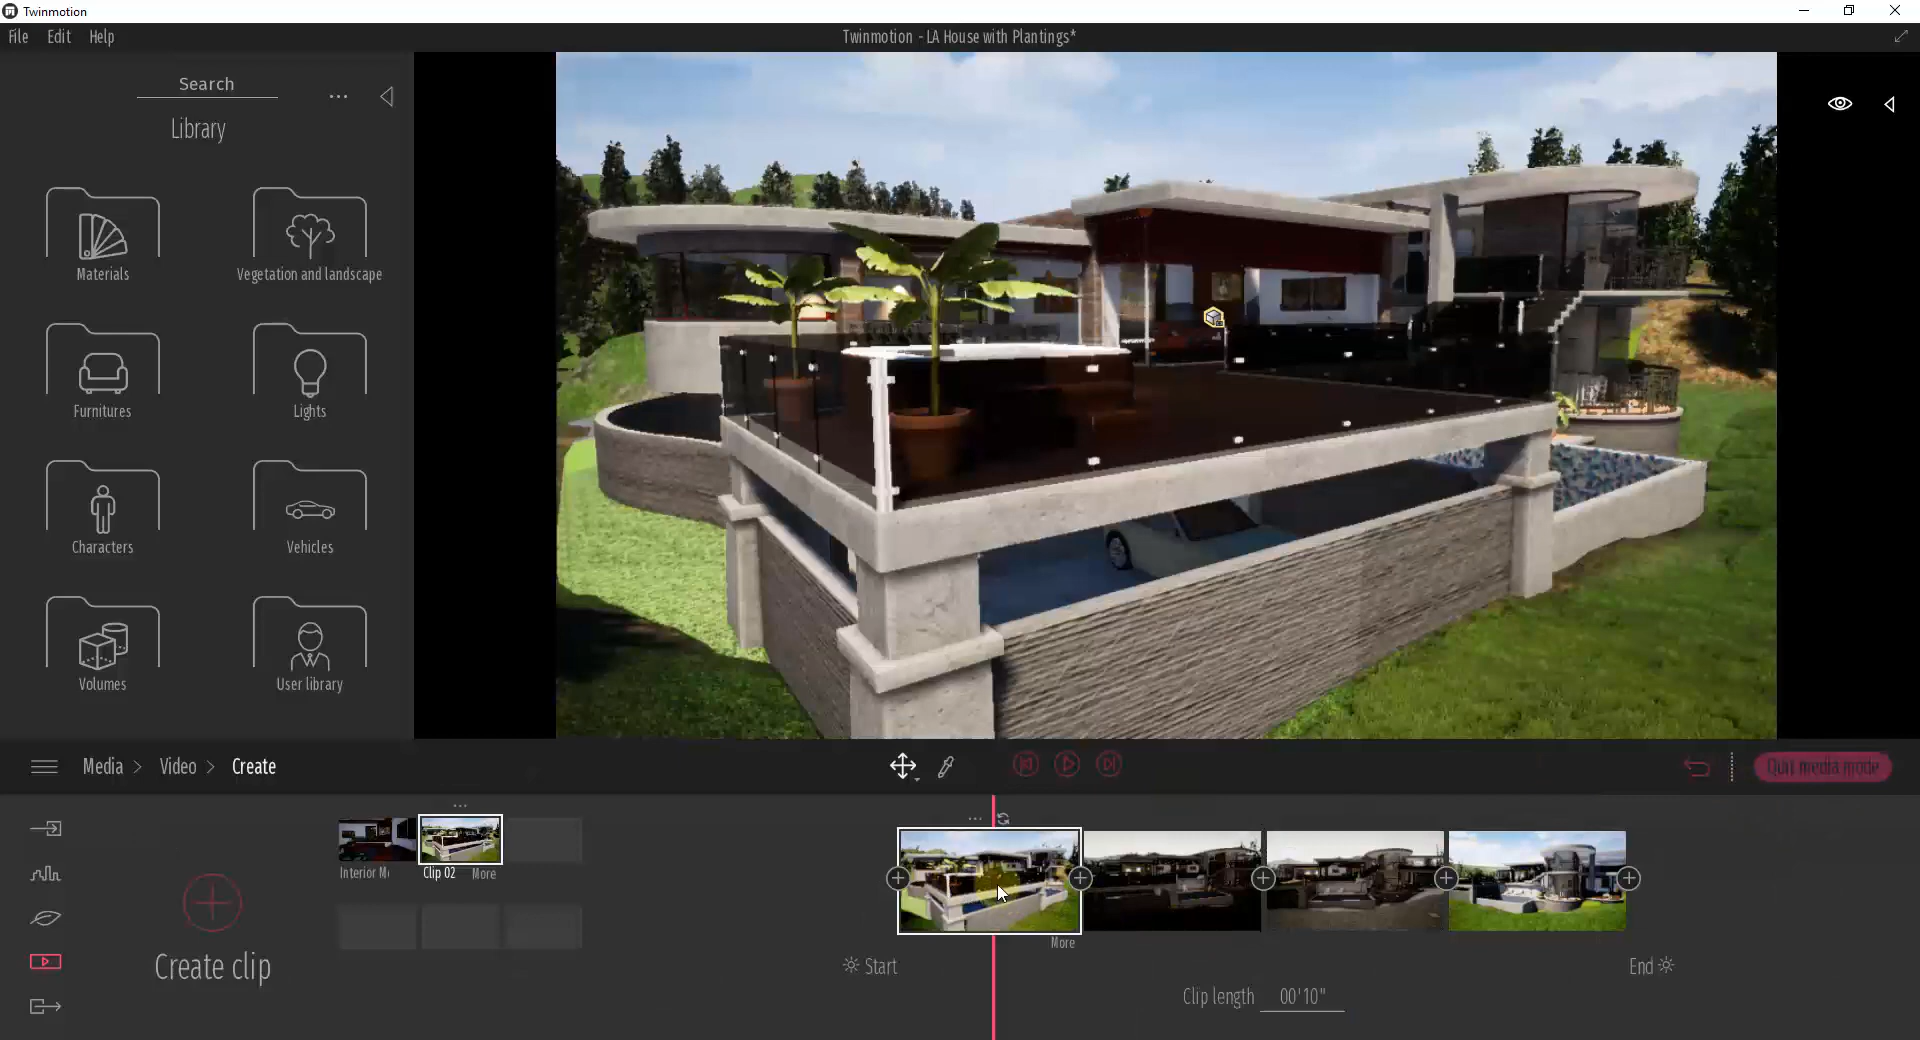 Twinmotion
File Edit Help
Twinmotion - LA House with Plantings*
Search
...
Library
Materials
Vegetation and landscape
Furnitures
Lights
Characters
Vehicles
Volumes
User library
Media > Video > Create
Quit media mode
...
Interior M
Clip 02
More
Create clip
...
More
Start
End
Clip length 00'10"